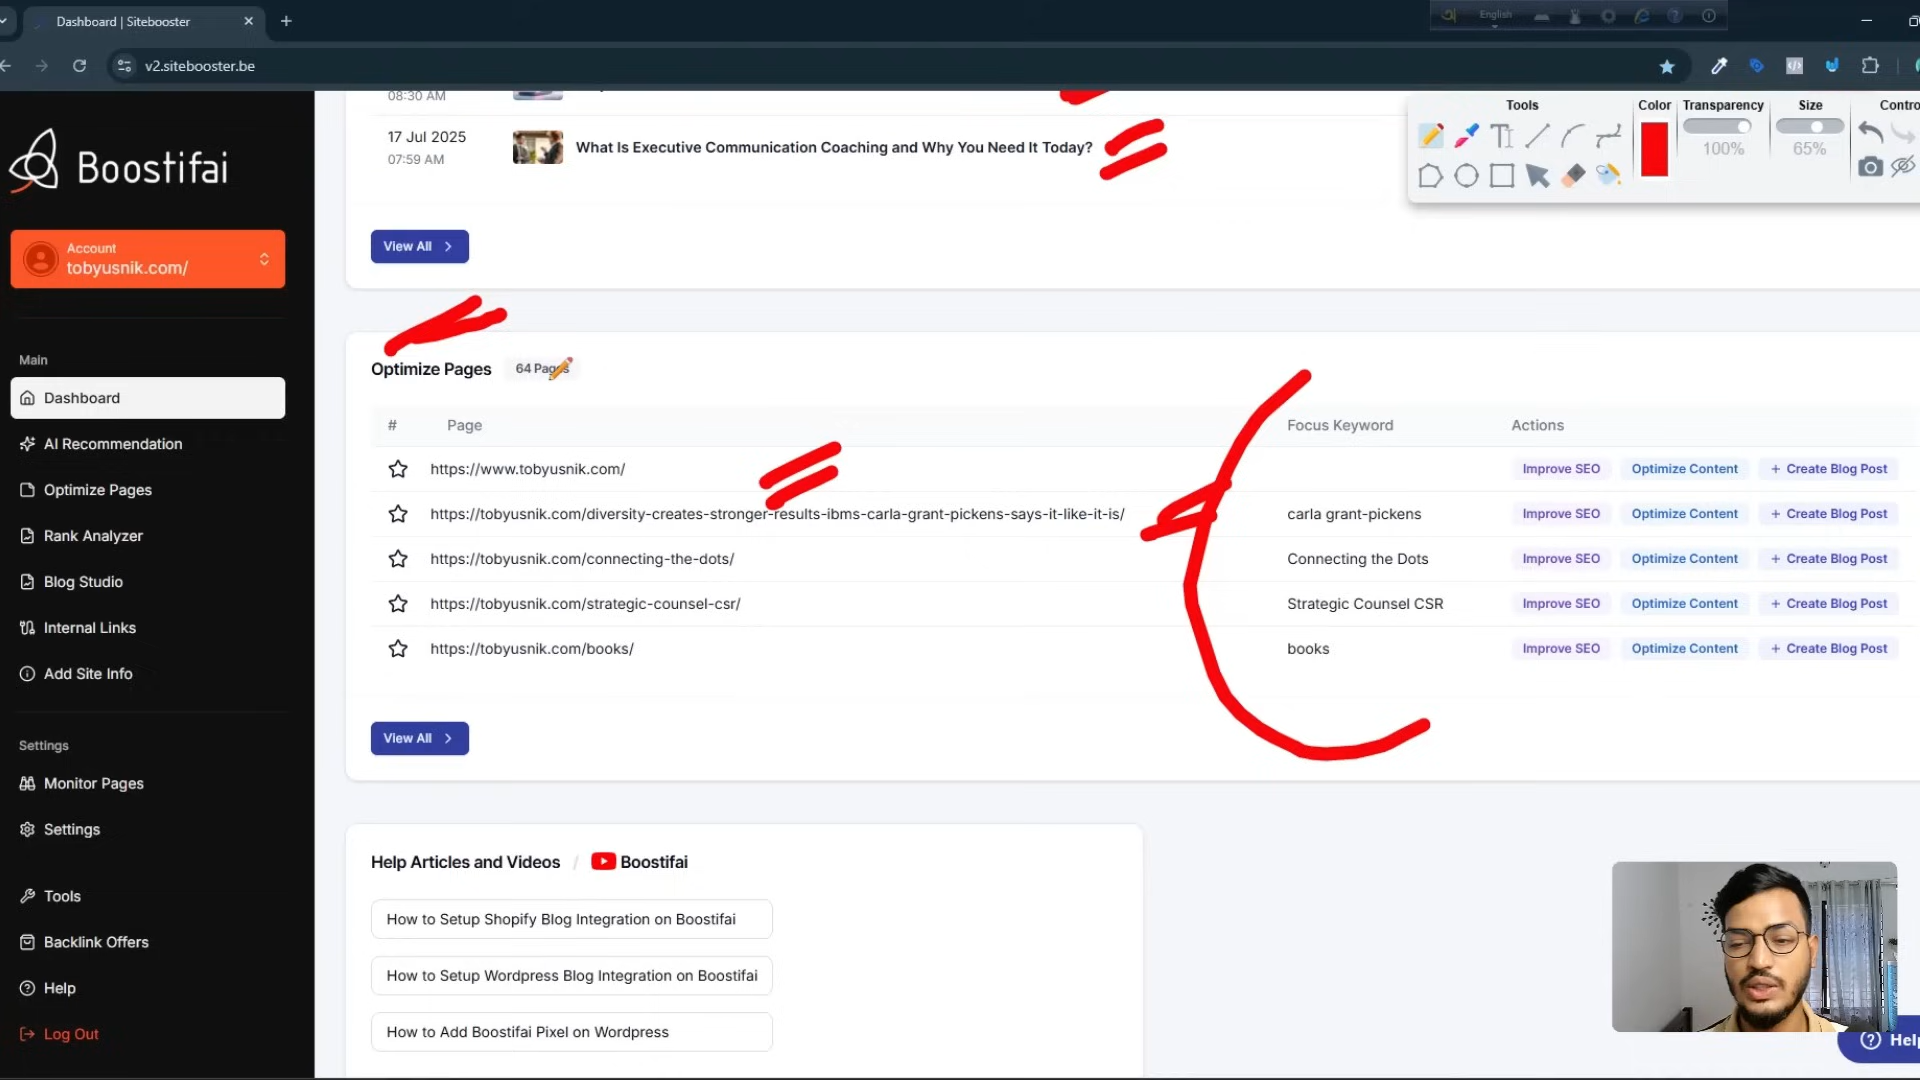 Dashboard | Sitebooster
English
v2.sitebooster.be
Tools
Color
Transparency
Size
100%
65%
Boostifai
Account
tobyusnik.com/
Main
Dashboard
AI Recommendation
Optimize Pages
Rank Analyzer
Blog Studio
Internal Links
Add Site Info
Settings
Monitor Pages
Settings
Tools
Backlink Offers
Help
Log Out
08:30 AM
17 Jul 2025
07:59 AM
What Is Executive Communication Coaching and Why You Need It Today?
View All
Optimize Pages
64 Pages
# Page Focus Keyword Actions
https://www.tobyusnik.com/ Improve SEO Optimize Content + Create Blog Post
https://tobyusnik.com/diversity-creates-stronger-results-ibms-carla-grant-pickens-says-it-like-it-is/ carla grant-pickens Improve SEO Optimize Content + Create Blog Post
https://tobyusnik.com/connecting-the-dots/ Connecting the Dots Improve SEO Optimize Content + Create Blog Post
https://tobyusnik.com/strategic-counsel-csr/ Strategic Counsel CSR Improve SEO Optimize Content + Create Blog Post
https://tobyusnik.com/books/ books Improve SEO Optimize Content + Create Blog Post
View All
Help Articles and Videos / Boostifai
How to Setup Shopify Blog Integration on Boostifai
How to Setup Wordpress Blog Integration on Boostifai
How to Add Boostifai Pixel on Wordpress